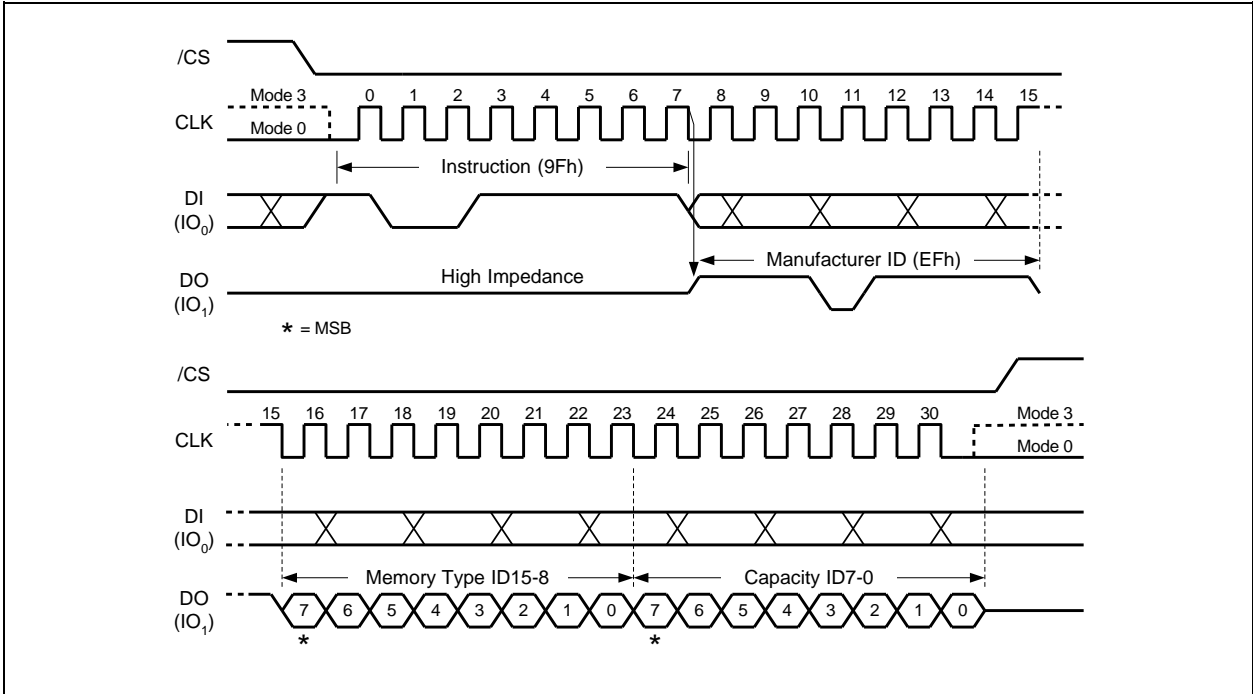 /CS
Mode 3 0 1 2 3 4 5 6 7 8 9 10 11 12 13 14 15
CLK
Mode 0
Instruction (9Fh)
DI
(IO0)
Manufacturer ID (EFh)
High Impedance
DO
(IO1)
* = MSB
/CS
15 16 17 18 19 20 21 22 23 24 25 26 27 28 29 30 Mode 3
CLK
Mode 0
DI
(IO0)
Memory Type ID15-8 Capacity ID7-0
DO
(IO1)
7 6 5 4 3 2 1 0 7 6 5 4 3 2 1 0
* *